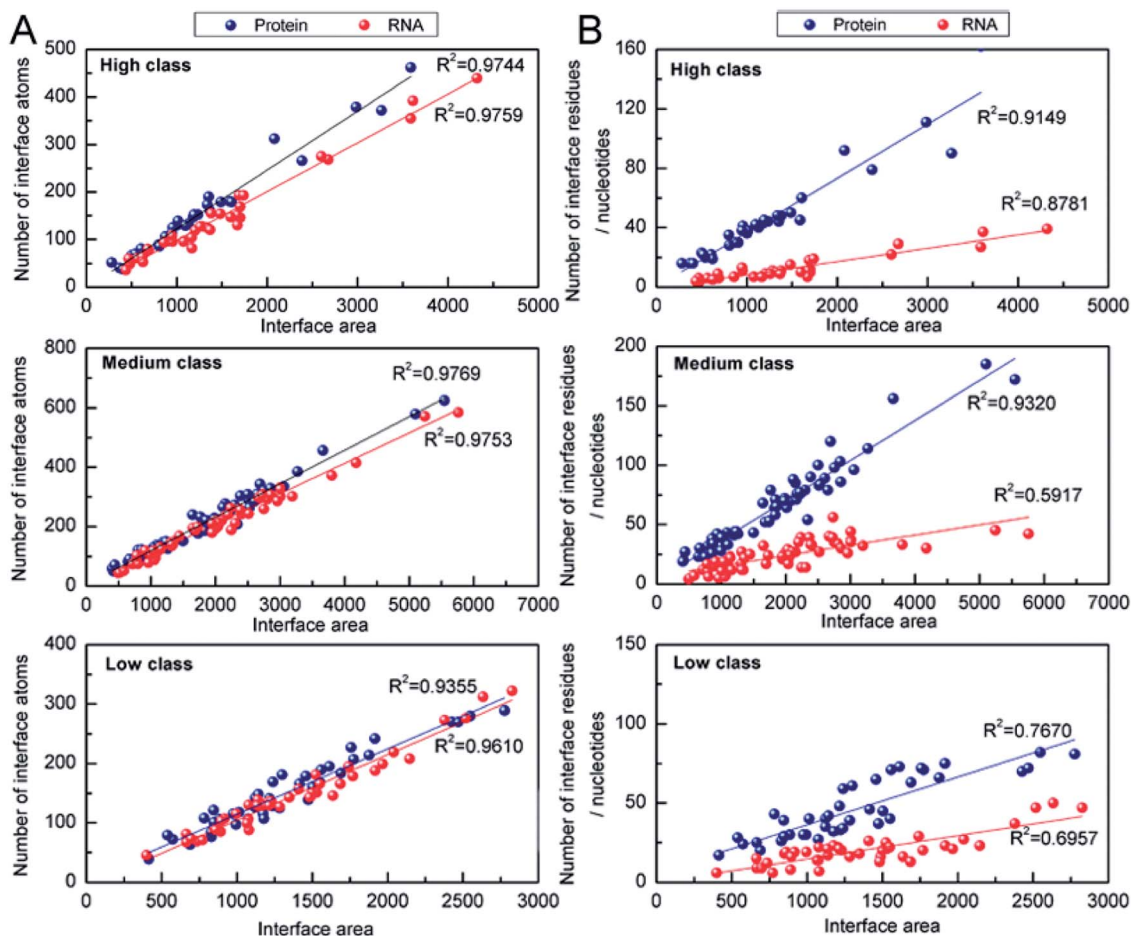 A
Protein RNA
High class
R²=0.9744
R²=0.9759
Number of interface atoms
500
400
300
200
100
0
0 1000 2000 3000 4000 5000
Interface area
Medium class
R²=0.9769
R²=0.9753
Number of interface atoms
800
600
400
200
0
0 1000 2000 3000 4000 5000 6000 7000
Interface area
Low class
R²=0.9355
R²=0.9610
Number of interface atoms
400
300
200
100
0
0 500 1000 1500 2000 2500 3000
Interface area
B
Protein RNA
High class
R²=0.9149
R²=0.8781
Number of interface residues
/ nucleotides
160
120
80
40
0
0 1000 2000 3000 4000 5000
Interface area
Medium class
R²=0.9320
R²=0.5917
Number of interface residues
/ nucleotides
200
150
100
50
0
0 1000 2000 3000 4000 5000 6000 7000
Interface area
Low class
R²=0.7670
R²=0.6957
Number of interface residues
/ nucleotides
150
100
50
0
0 500 1000 1500 2000 2500 3000
Interface area